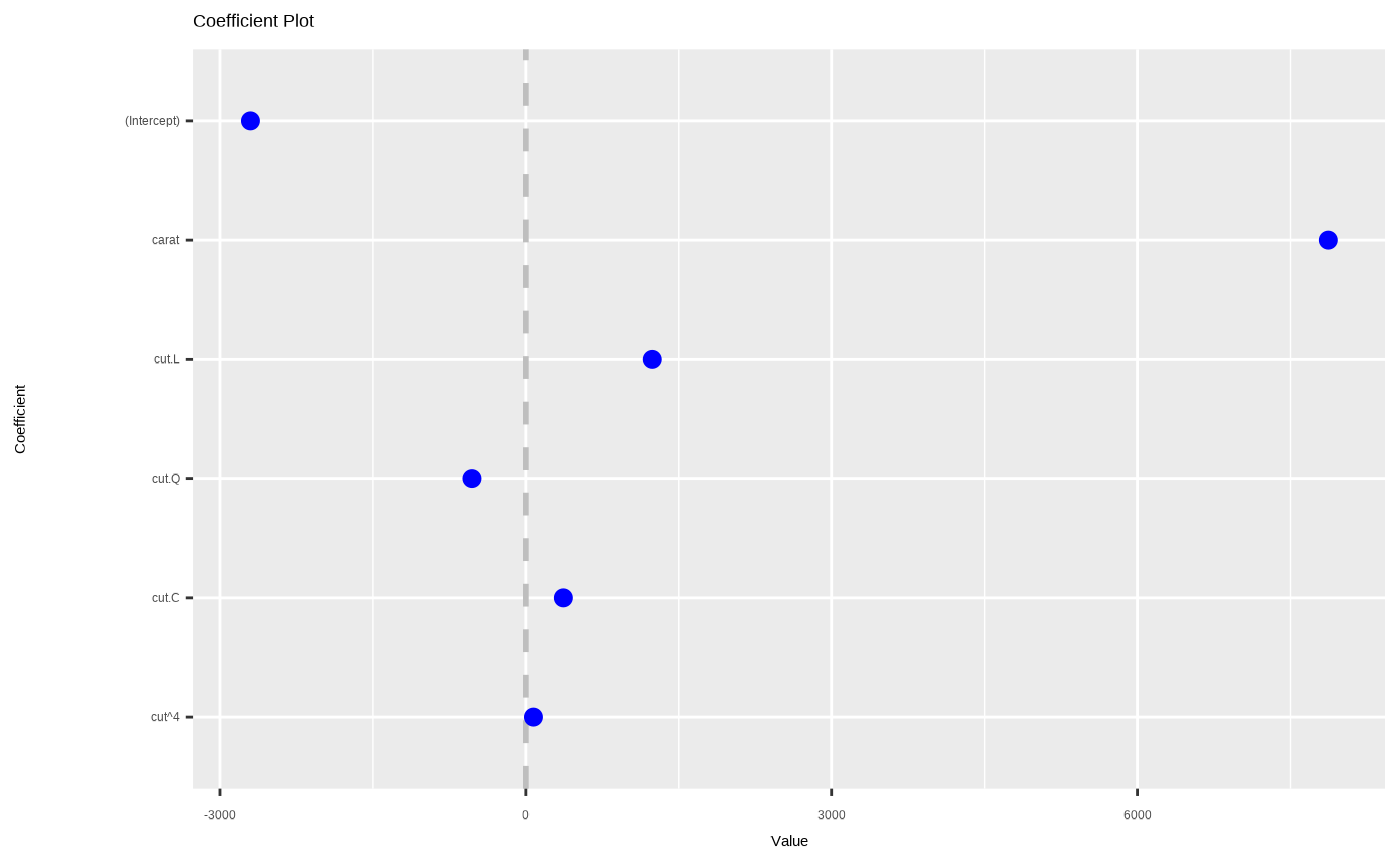 Coefficient Plot
(Intercept)
carat
cut.L
cut.Q
cut.C
cut^4
Coefficient
-3000
0
3000
6000
Value